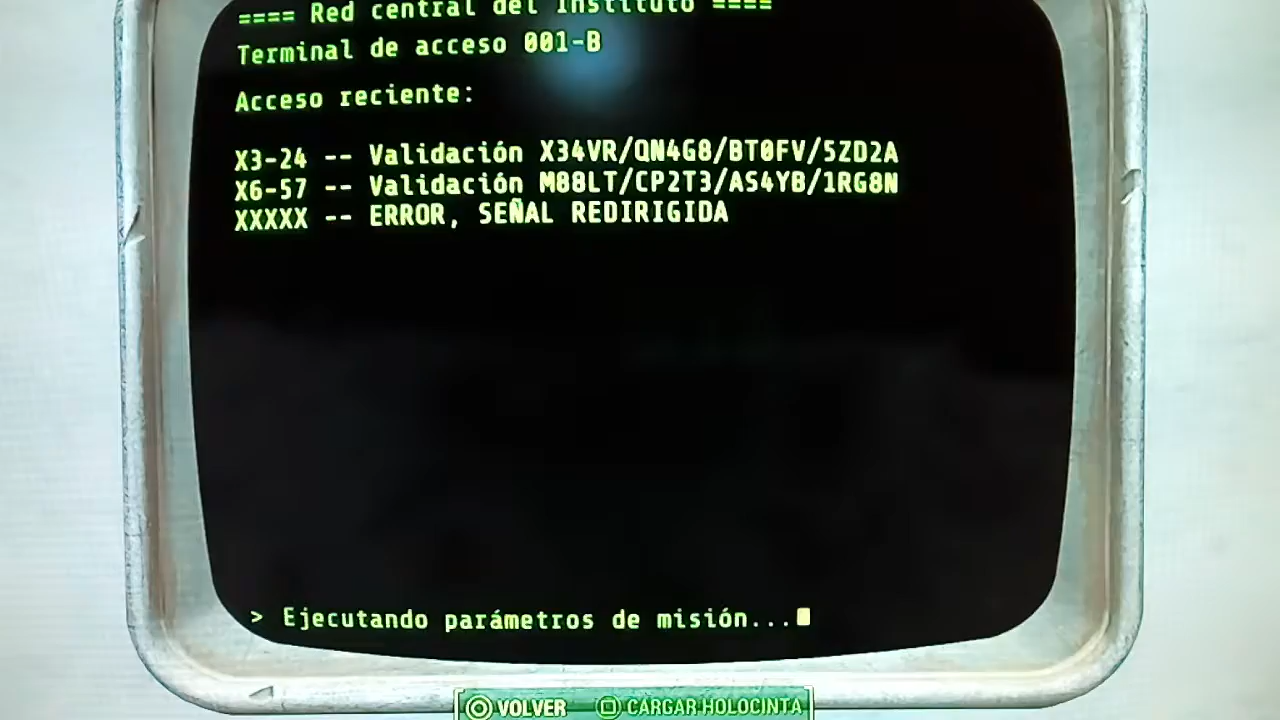 ==== Red central del Instituto ====
Terminal de acceso 001-B
Acceso reciente:
X3-24 -- Validación X34VR/QN4G8/BT0FV/5ZD2A
X6-57 -- Validación M88LT/CP2T3/AS4YB/1RG8N
XXXXX -- ERROR, SEÑAL REDIRIGIDA
> Ejecutando parámetros de misión...
VOLVER CARGAR HOLOCINTA